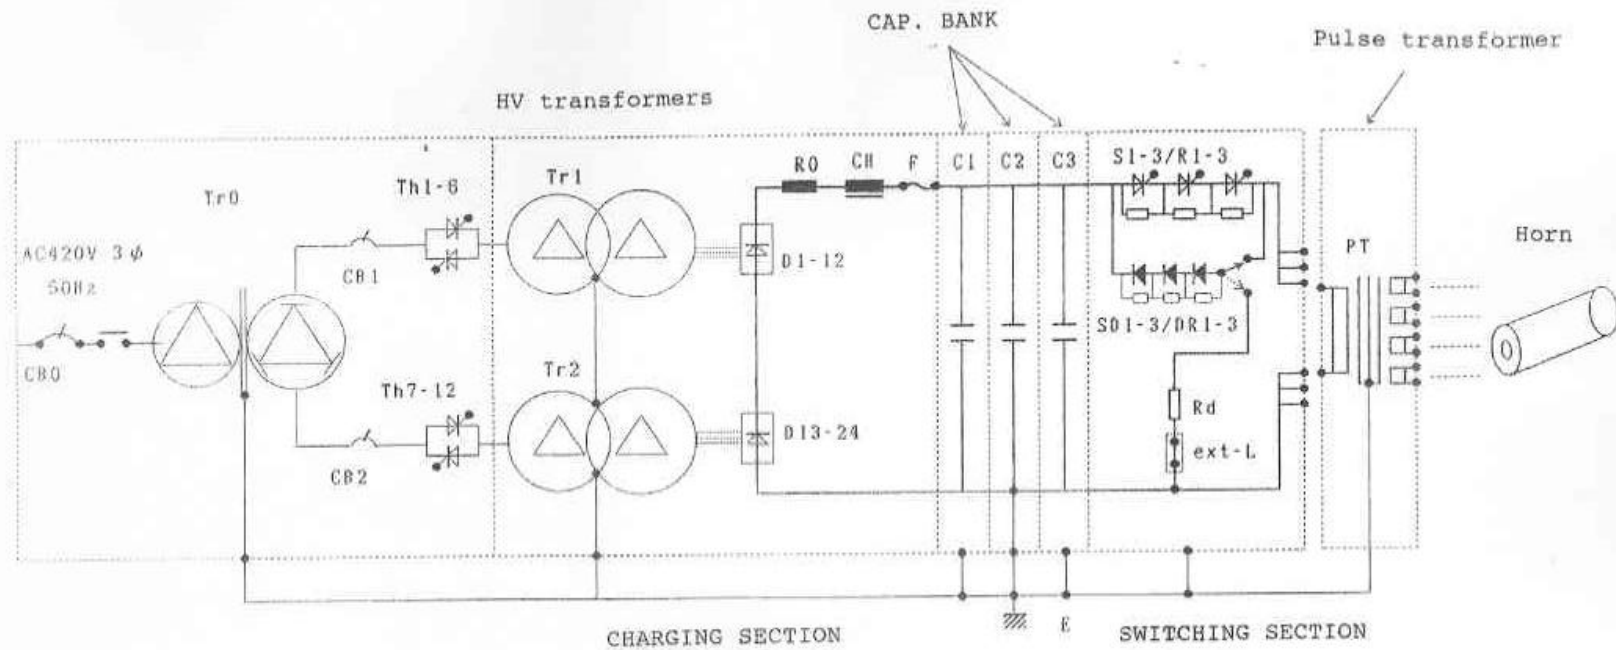 CAP. BANK
Pulse transformer
HV transformers
R0 CH F C1 C2 C3 S1-3/R1-3
Tr0
Th1-6
Tr1
AC420V 3φ
50Hz
CB1
D1-12
PT
Horn
SD1-3/DR1-3
CB0
Th7-12
Tr2
Rd
D13-24
ext-L
CB2
E
CHARGING SECTION
SWITCHING SECTION